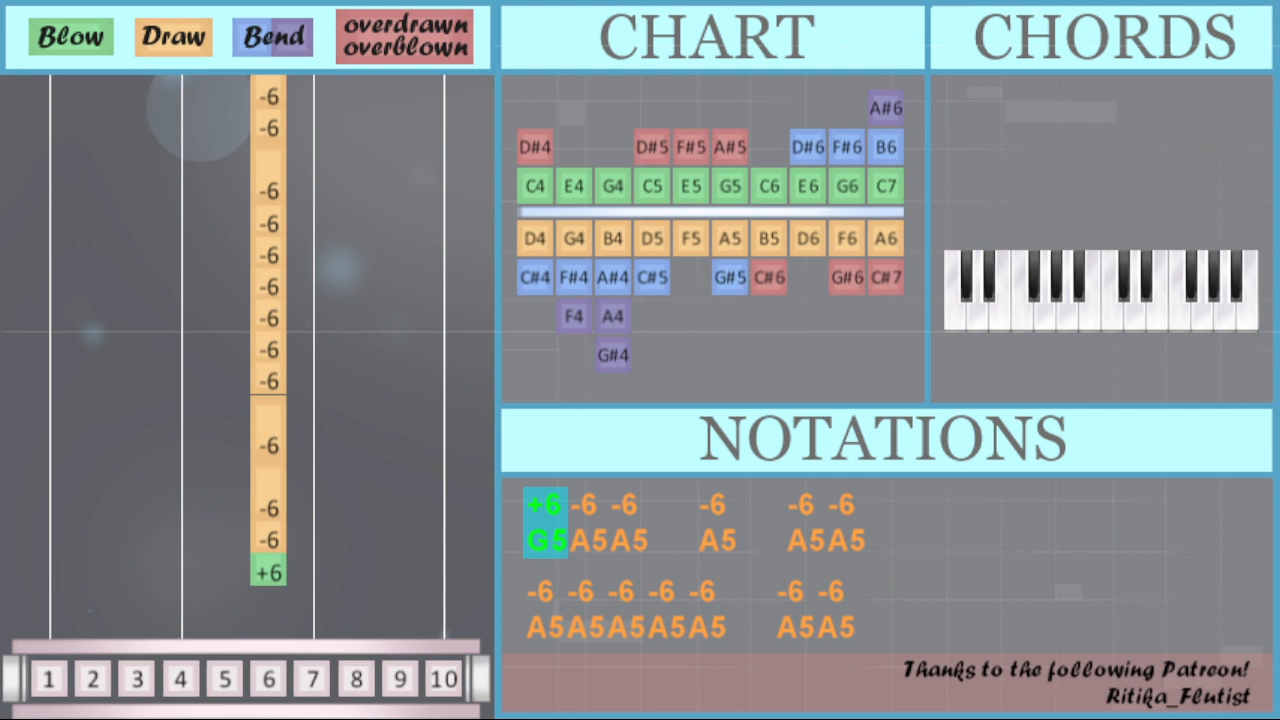 Blow Draw Bend overdrawn
overblown
CHART
CHORDS
-6
-6
-6
-6
-6
-6
-6
-6
-6
-6
-6
-6
+6
1 2 3 4 5 6 7 8 9 10
A#6
D#4 D#5 F#5 A#5 D#6 F#6 B6
C4 E4 G4 C5 E5 G5 C6 E6 G6 C7
D4 G4 B4 D5 F5 A5 B5 D6 F6 A6
C#4 F#4 A#4 C#5 G#5 C#6 G#6 C#7
F4 A4
G#4
NOTATIONS
+6 -6 -6 -6 -6 -6
G5 A5 A5 A5 A5 A5
-6 -6 -6 -6 -6 -6 -6
A5 A5 A5 A5 A5 A5 A5
Thanks to the following Patreon!
Ritika_Flutist